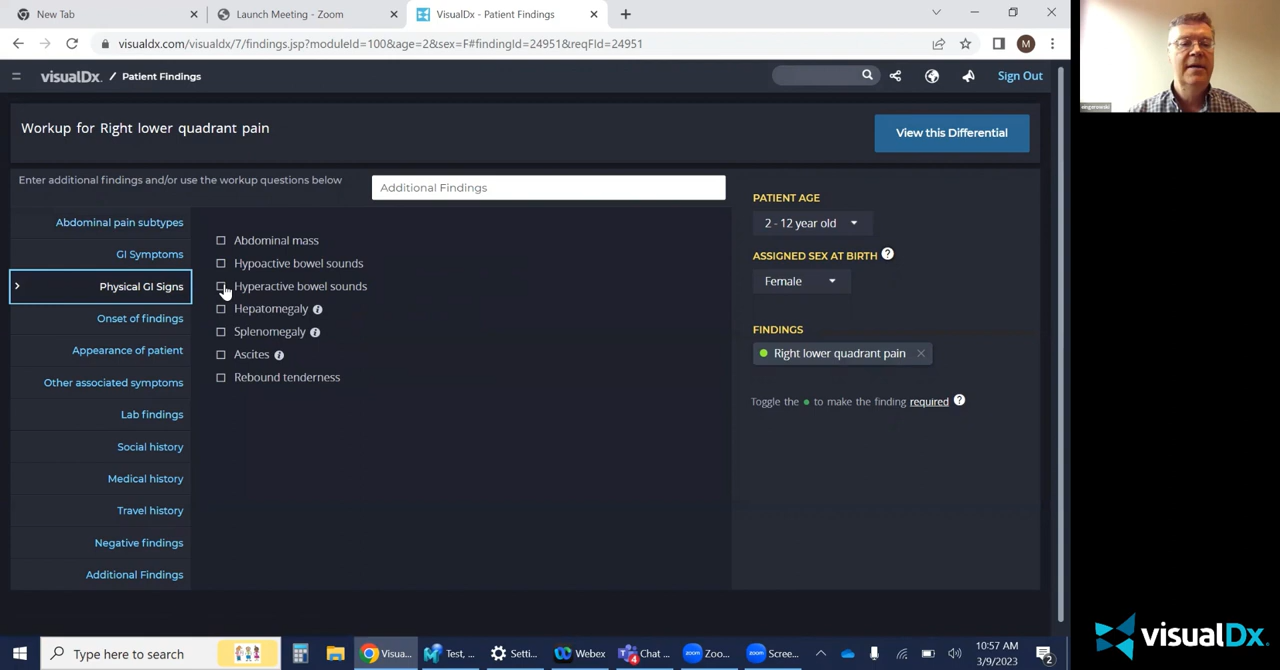 New Tab
Launch Meeting - Zoom
VisualDx - Patient Findings
visualdx.com/visualdx/7/findings.jsp?moduleId=100&age=2&sex=F#findingId=24951&reqFId=24951
M
visualDx. / Patient Findings
Sign Out
Workup for Right lower quadrant pain
View this Differential
Enter additional findings and/or use the workup questions below
Additional Findings
Abdominal pain subtypes
GI Symptoms
Physical GI Signs
Onset of findings
Appearance of patient
Other associated symptoms
Lab findings
Social history
Medical history
Travel history
Negative findings
Additional Findings
Abdominal mass
Hypoactive bowel sounds
Hyperactive bowel sounds
Hepatomegaly
Splenomegaly
Ascites
Rebound tenderness
PATIENT AGE
2 - 12 year old
ASSIGNED SEX AT BIRTH ?
Female
FINDINGS
Right lower quadrant pain
Toggle the ● to make the finding required ?
Type here to search
Visua...
Test, ...
Setti...
Webex
Chat ...
4
Zoo...
Scree...
10:57 AM
3/9/2023
2
visualDx.